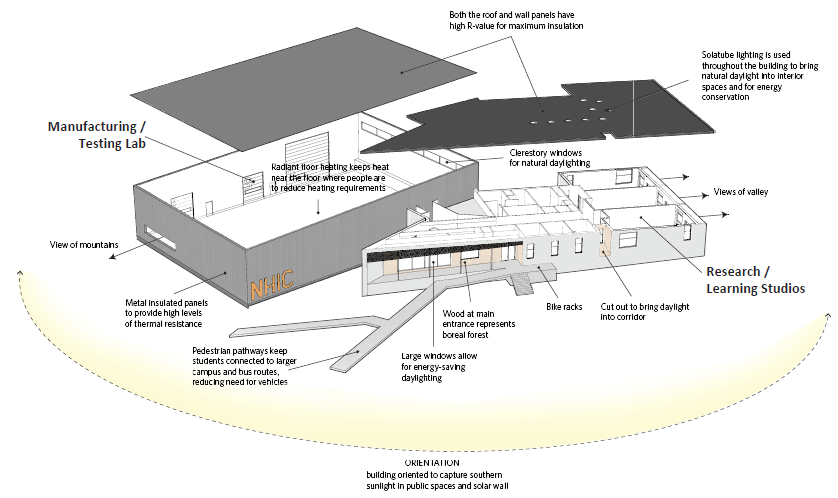 Both the roof and wall panels have
high R-value for maximum insulation
Solatube lighting is used
throughout the building to bring
natural daylight into interior
spaces and for energy
conservation
Manufacturing /
Testing Lab
Clerestory windows
for natural daylighting
Radiant floor heating keeps heat
near the floor where people are
to reduce heating requirements
Views of valley
View of mountains
Research /
Learning Studios
NHIC
Metal insulated panels
to provide high levels
of thermal resistance
Wood at main
entrance represents
boreal forest
Bike racks
Cut out to bring daylight
into corridor
Pedestrian pathways keep
students connected to larger
campus and bus routes,
reducing need for vehicles
Large windows allow
for energy-saving
daylighting
ORIENTATION
building oriented to capture southern
sunlight in public spaces and solar wall